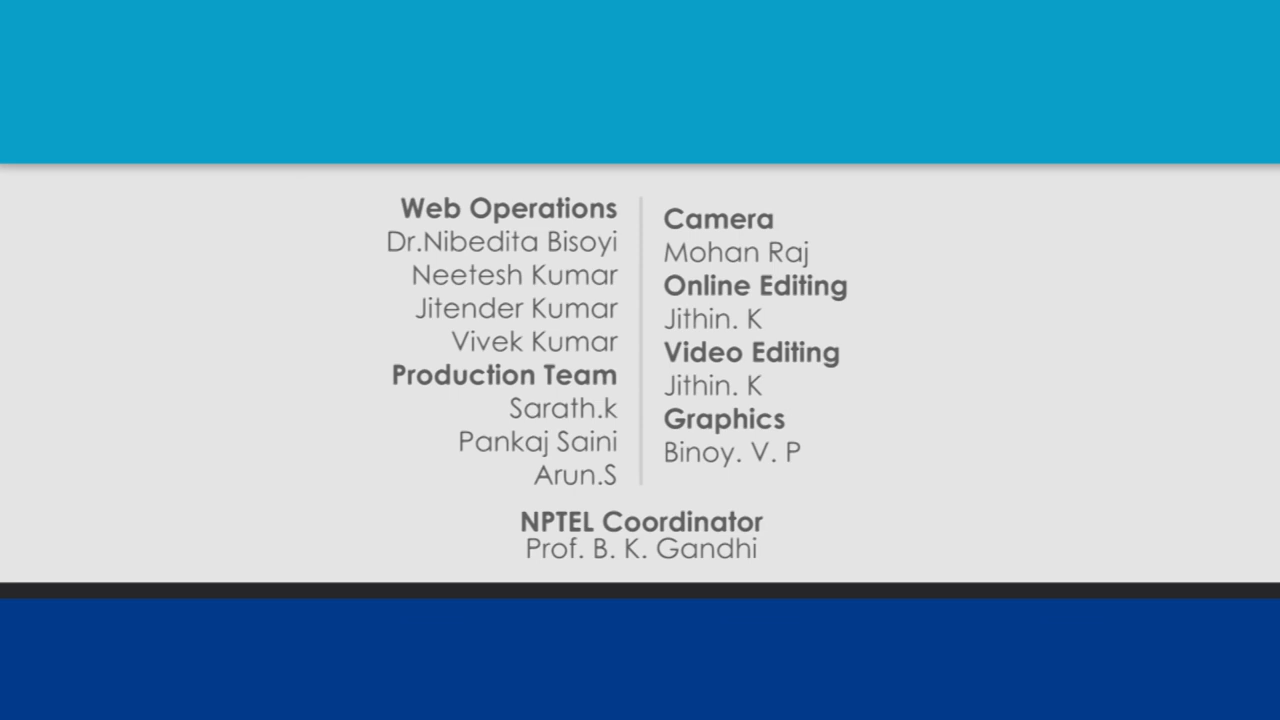 Web Operations
Dr.Nibedita Bisoyi
Neetesh Kumar
Jitender Kumar
Vivek Kumar
Production Team
Sarath.k
Pankaj Saini
Arun.S
Camera
Mohan Raj
Online Editing
Jithin. K
Video Editing
Jithin. K
Graphics
Binoy. V. P
NPTEL Coordinator
Prof. B. K. Gandhi